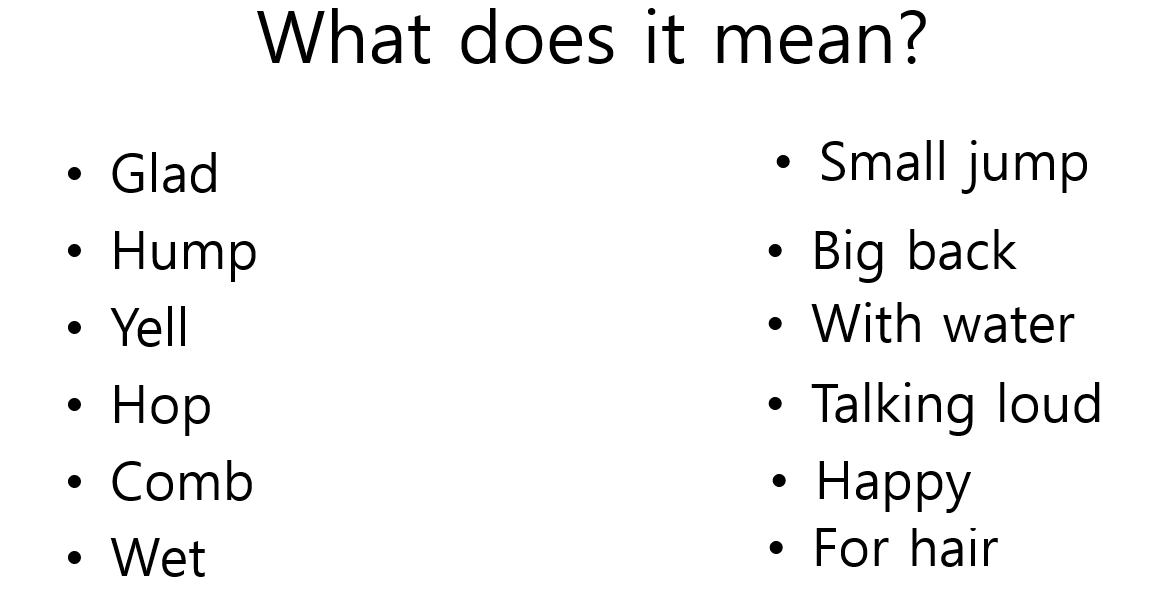 What does it mean?
• Glad
• Hump
• Yell
• Hop
• Comb
• Wet
• Small jump
• Big back
• With water
• Talking loud
• Happy
• For hair